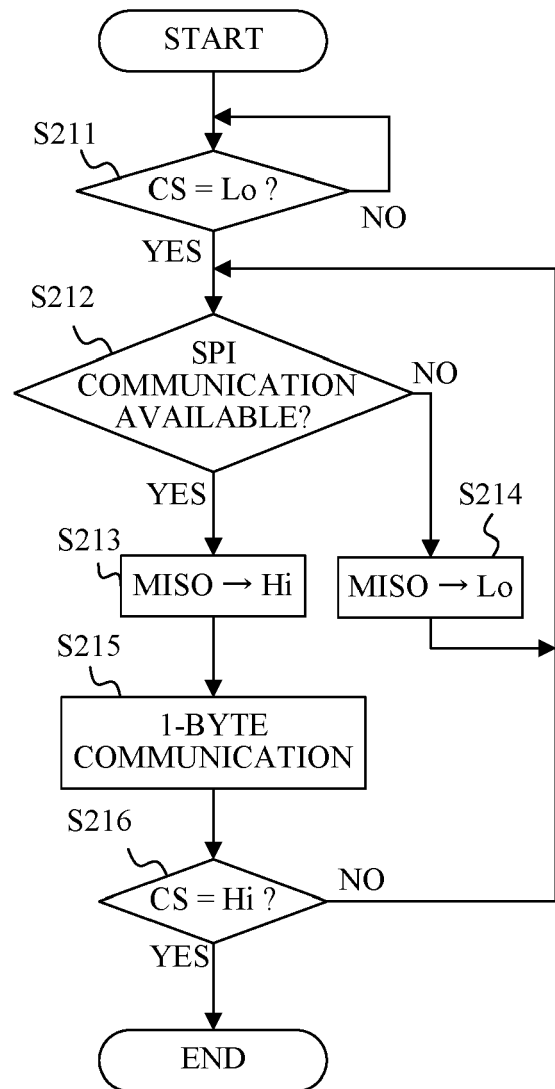 START
S211
CS = Lo ?
NO
YES
S212
SPI
COMMUNICATION
AVAILABLE?
NO
YES
S213
MISO → Hi
S214
MISO → Lo
S215
1-BYTE
COMMUNICATION
S216
CS = Hi ?
NO
YES
END